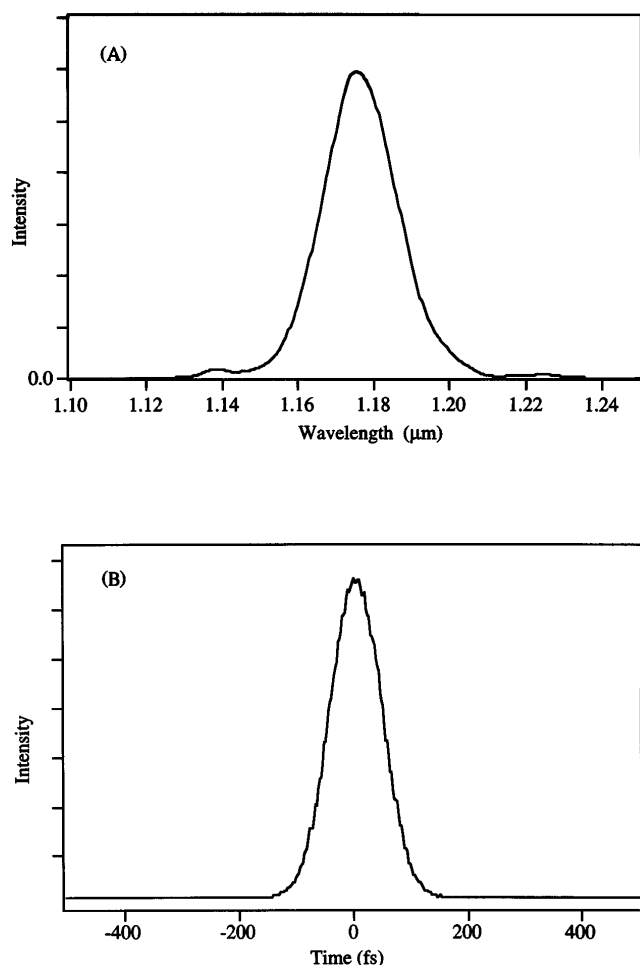 (A)
Intensity
0.0
1.10 1.12 1.14 1.16 1.18 1.20 1.22 1.24
Wavelength (μm)
(B)
Intensity
-400 -200 0 200 400
Time (fs)